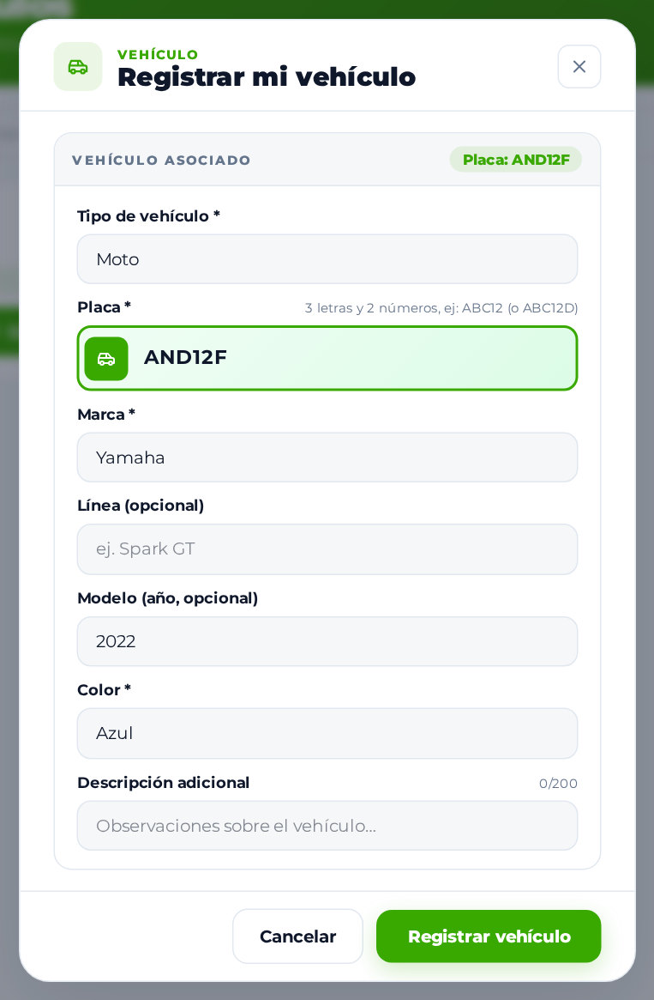 VEHÍCULO
Registrar mi vehículo
VEHÍCULO ASOCIADO
Placa: AND12F
Tipo de vehículo *
Moto
Placa *
3 letras y 2 números, ej: ABC12 (o ABC12D)
AND12F
Marca *
Yamaha
Línea (opcional)
ej. Spark GT
Modelo (año, opcional)
2022
Color *
Azul
Descripción adicional
0/200
Observaciones sobre el vehículo...
Cancelar
Registrar vehículo